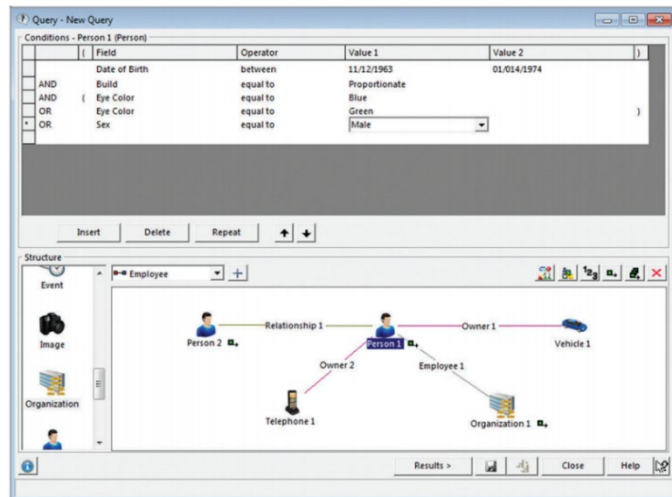 Query - New Query
Conditions - Person 1 (Person)
( Field Operator Value 1 Value 2 )
Date of Birth between 11/12/1963 01/014/1974
AND Build equal to Proportionate
AND ( Eye Color equal to Blue
OR Eye Color equal to Green )
* OR Sex equal to Male
Insert Delete Repeat
Structure
Event
Employee
123
Image
Organization
Person 2
Relationship 1
Person 1
Owner 1
Vehicle 1
Owner 2
Employee 1
Telephone 1
Organization 1
Results > Close Help